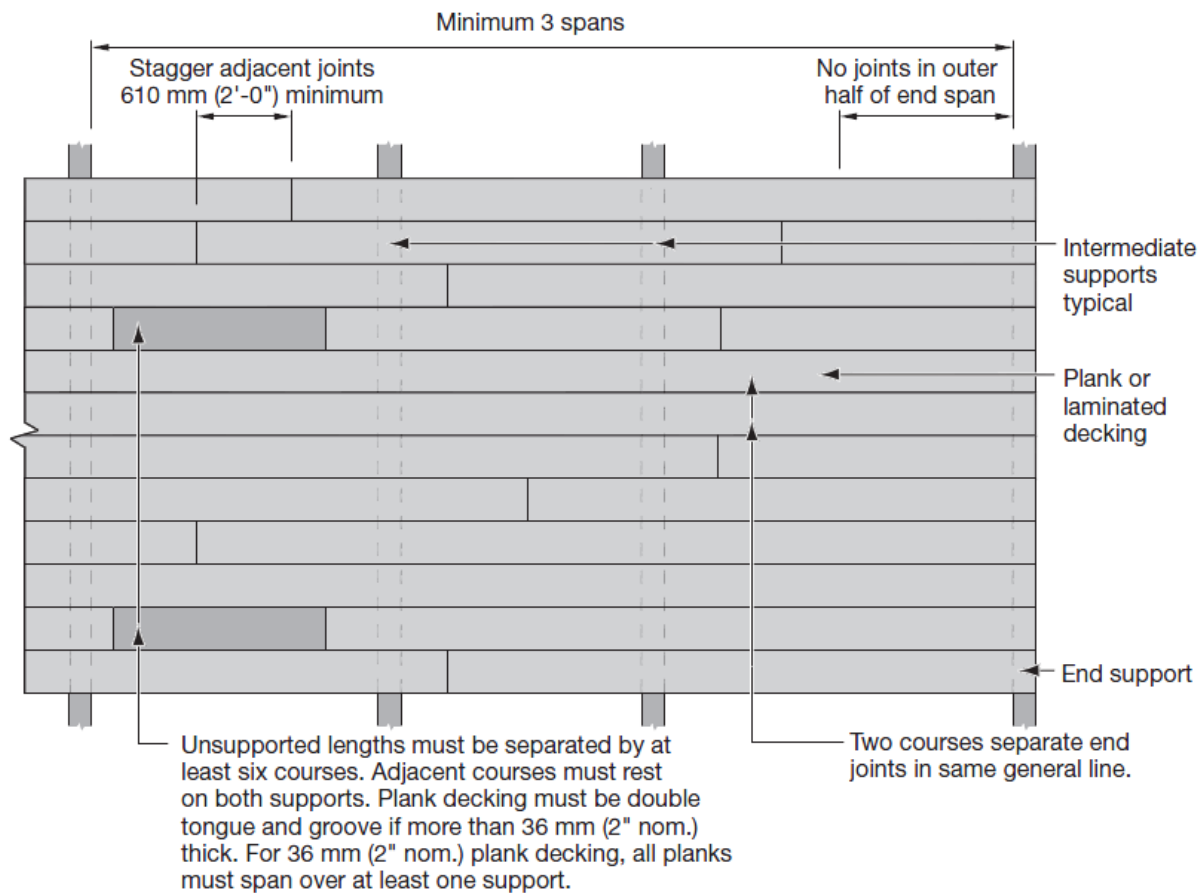 Minimum 3 spans
Stagger adjacent joints
610 mm (2'-0") minimum
No joints in outer
half of end span
Intermediate
supports
typical
Plank or
laminated
decking
End support
Unsupported lengths must be separated by at
least six courses. Adjacent courses must rest
on both supports. Plank decking must be double
tongue and groove if more than 36 mm (2" nom.)
thick. For 36 mm (2" nom.) plank decking, all planks
must span over at least one support.
Two courses separate end
joints in same general line.